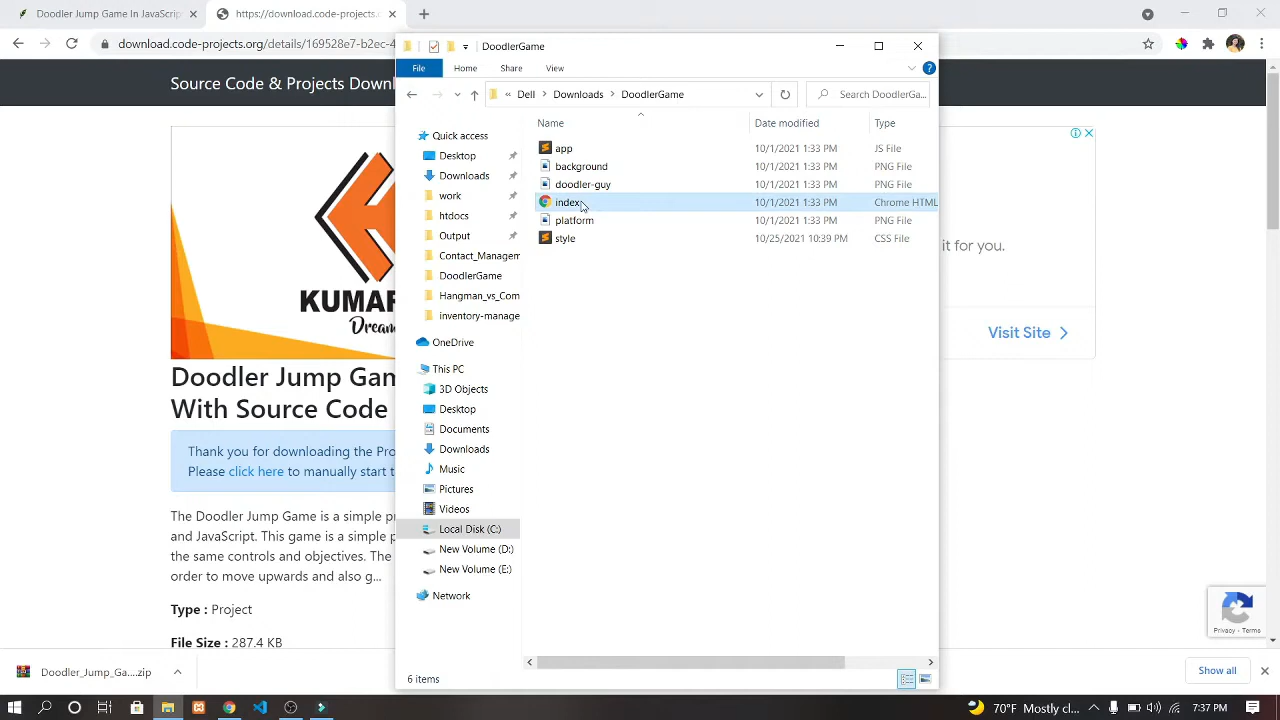 Doodler Jump Game In JavaScrip
https://download.code-projects.o
download.code-projects.org/details/169528e7-b2ec-4
Source Code & Projects Downl
KUMAR
Dream
Doodler Jump Gam
With Source Code
Thank you for downloading the Pro
Please click here to manually start t
The Doodler Jump Game is a simple pr
and JavaScript. This game is a simple p
the same controls and objectives. The
order to move upwards and also g...
Type : Project
File Size : 287.4 KB
DoodlerGame
File
Home
Share
View
« Dell > Downloads > DoodlerGame
Search DoodlerGa...
Quick access
Desktop
Downloads
work
htdocs
Output
Contact_Managem
DoodlerGame
Hangman_vs_Com
inventory-manage
OneDrive
This PC
3D Objects
Desktop
Documents
Downloads
Music
Pictures
Videos
Local Disk (C:)
New Volume (D:)
New Volume (E:)
Network
Name Date modified Type
app 10/1/2021 1:33 PM JS File
background 10/1/2021 1:33 PM PNG File
doodler-guy 10/1/2021 1:33 PM PNG File
index 10/1/2021 1:33 PM Chrome HTML
platform 10/1/2021 1:33 PM PNG File
style 10/25/2021 10:39 PM CSS File
6 items
it for you.
Visit Site
Privacy - Terms
Doodler_Jump_Ga....zip
Show all
70°F Mostly cl...
7:37 PM